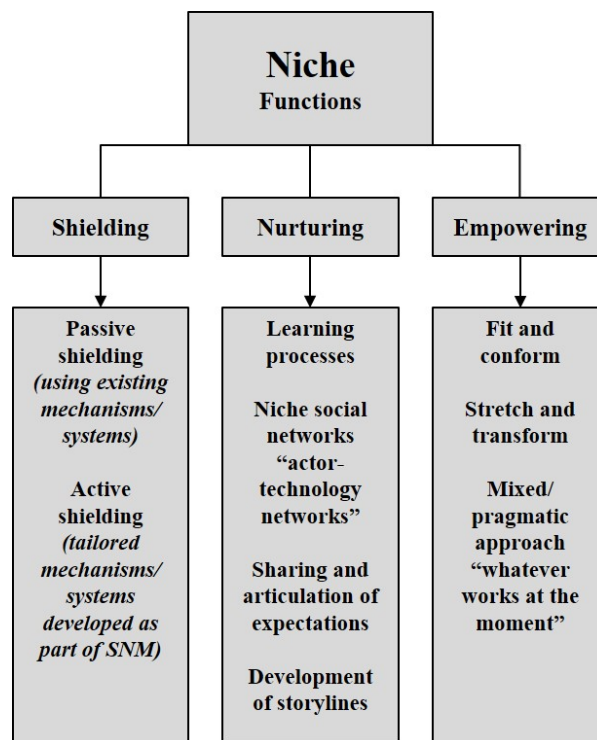 Niche
Functions
Shielding
Nurturing
Empowering
Passive
shielding
(using existing
mechanisms/
systems)
Active
shielding
(tailored
mechanisms/
systems
developed as
part of SNM)
Learning
processes
Niche social
networks
“actor-
technology
networks”
Sharing and
articulation of
expectations
Development
of storylines
Fit and
conform
Stretch and
transform
Mixed/
pragmatic
approach
“whatever
works at the
moment”